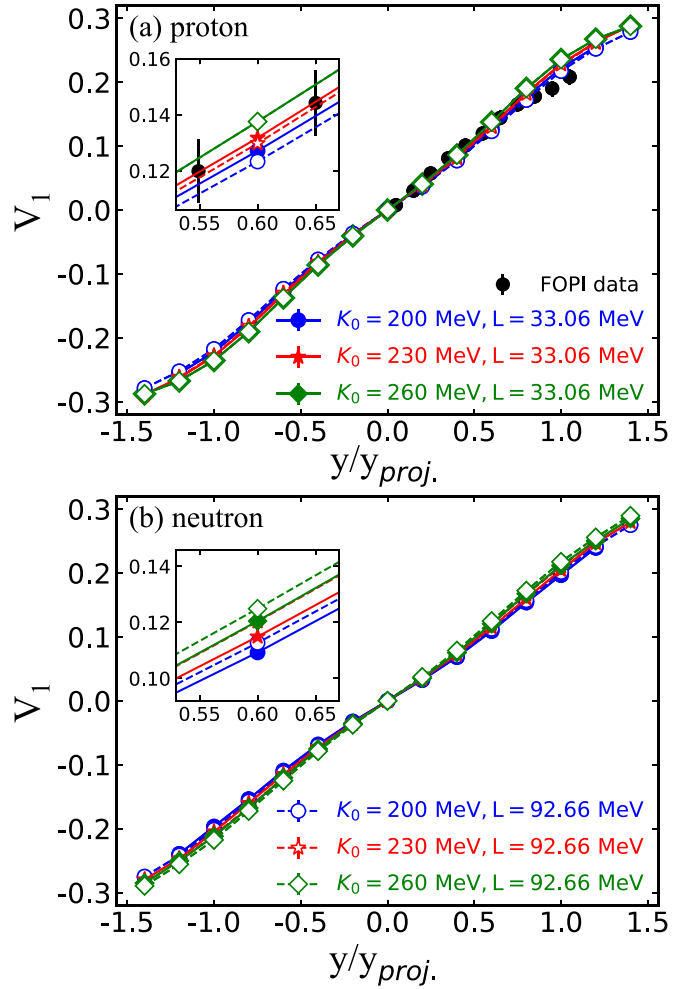 (a) proton
0.3
0.2
0.1
0.0
-0.1
-0.2
-0.3
V1
0.16
0.14
0.12
0.55 0.60 0.65
FOPI data
K0 = 200 MeV, L = 33.06 MeV
K0 = 230 MeV, L = 33.06 MeV
K0 = 260 MeV, L = 33.06 MeV
-1.5 -1.0 -0.5 0.0 0.5 1.0 1.5
y/yproj.
(b) neutron
0.3
0.2
0.1
0.0
-0.1
-0.2
-0.3
V1
0.14
0.12
0.10
0.55 0.60 0.65
K0 = 200 MeV, L = 92.66 MeV
K0 = 230 MeV, L = 92.66 MeV
K0 = 260 MeV, L = 92.66 MeV
-1.5 -1.0 -0.5 0.0 0.5 1.0 1.5
y/yproj.